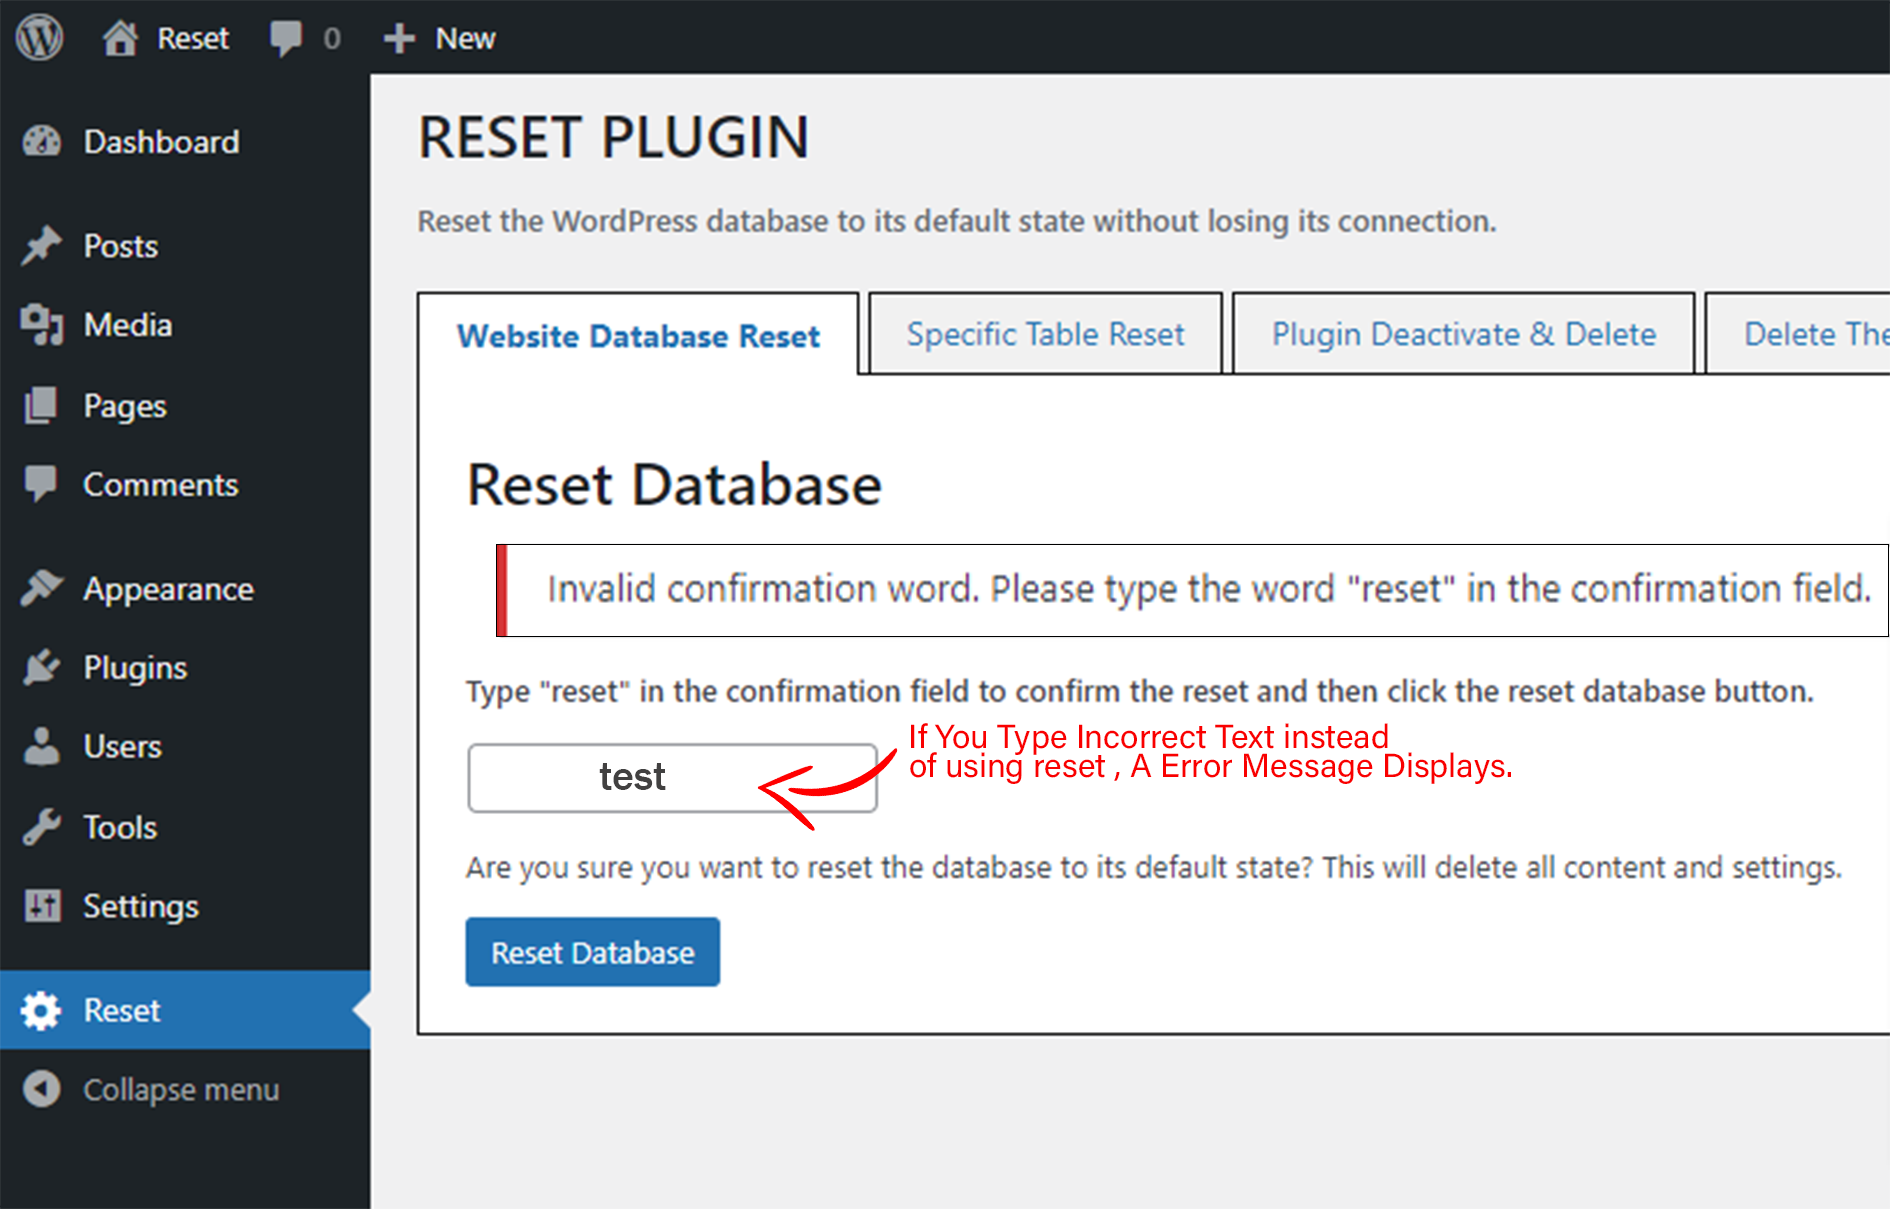 Reset 0 New
Dashboard
Posts
Media
Pages
Comments
Appearance
Plugins
Users
Tools
Settings
Reset
Collapse menu
RESET PLUGIN
Reset the WordPress database to its default state without losing its connection.
Website Database Reset Specific Table Reset Plugin Deactivate & Delete Delete The
Reset Database
Invalid confirmation word. Please type the word "reset" in the confirmation field.
Type "reset" in the confirmation field to confirm the reset and then click the reset database button.
test
If You Type Incorrect Text instead
of using reset , A Error Message Displays.
Are you sure you want to reset the database to its default state? This will delete all content and settings.
Reset Database